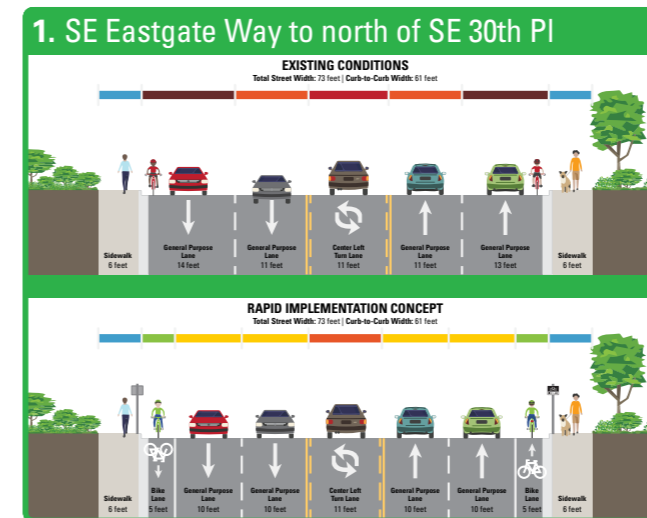 1. SE Eastgate Way to north of SE 30th Pl
EXISTING CONDITIONS
Total Street Width: 73 feet | Curb-to-Curb Width: 61 feet
Sidewalk
6 feet
General Purpose
Lane
14 feet
General Purpose
Lane
11 feet
Center Left
Turn Lane
11 feet
General Purpose
Lane
11 feet
General Purpose
Lane
13 feet
Sidewalk
6 feet
RAPID IMPLEMENTATION CONCEPT
Total Street Width: 73 feet | Curb-to-Curb Width: 61 feet
Sidewalk
6 feet
Bike
Lane
5 feet
General Purpose
Lane
10 feet
General Purpose
Lane
10 feet
Center Left
Turn Lane
11 feet
General Purpose
Lane
10 feet
General Purpose
Lane
10 feet
Bike
Lane
5 feet
Sidewalk
6 feet